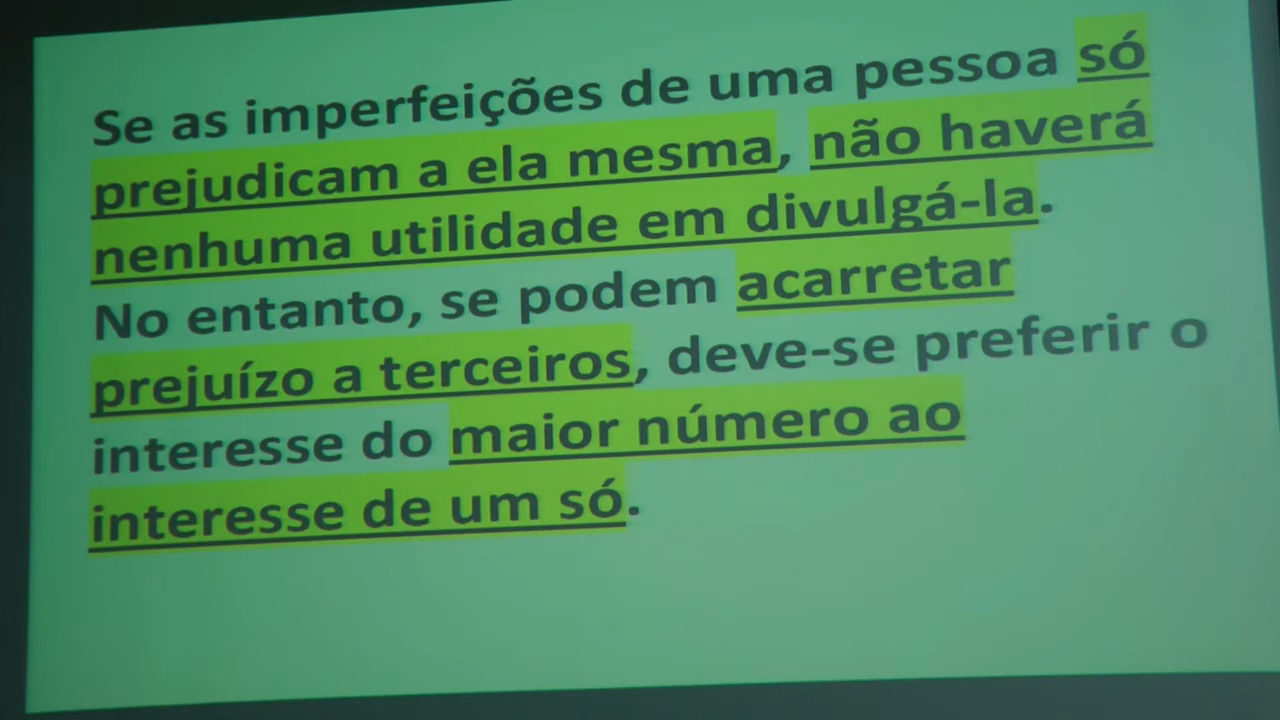 Se as imperfeições de uma pessoa só
prejudicam a ela mesma, não haverá
nenhuma utilidade em divulgá-la.
No entanto, se podem acarretar
prejuízo a terceiros, deve-se preferir o
interesse do maior número ao
interesse de um só.